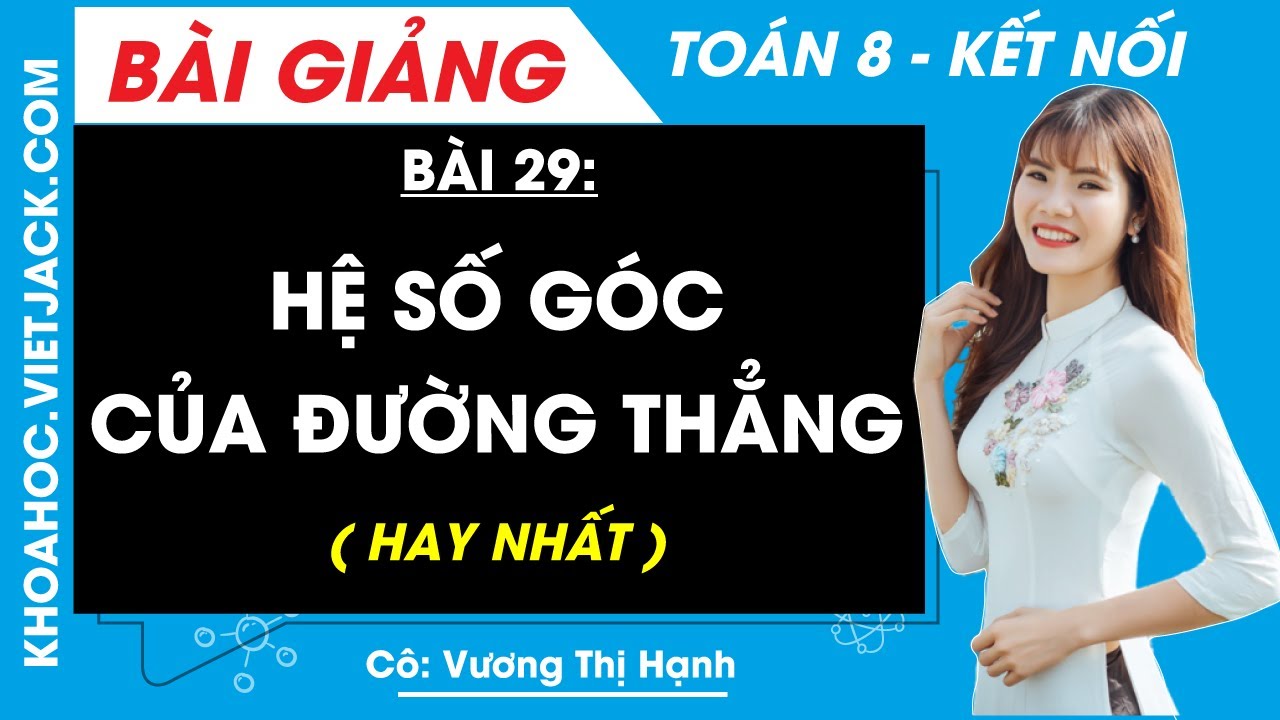 BÀI GIẢNG
TOÁN 8 - KẾT NỐI
KHOAHOC.VIETJACK.COM
BÀI 29:
HỆ SỐ GÓC
CỦA ĐƯỜNG THẲNG
( HAY NHẤT )
Cô: Vương Thị Hạnh